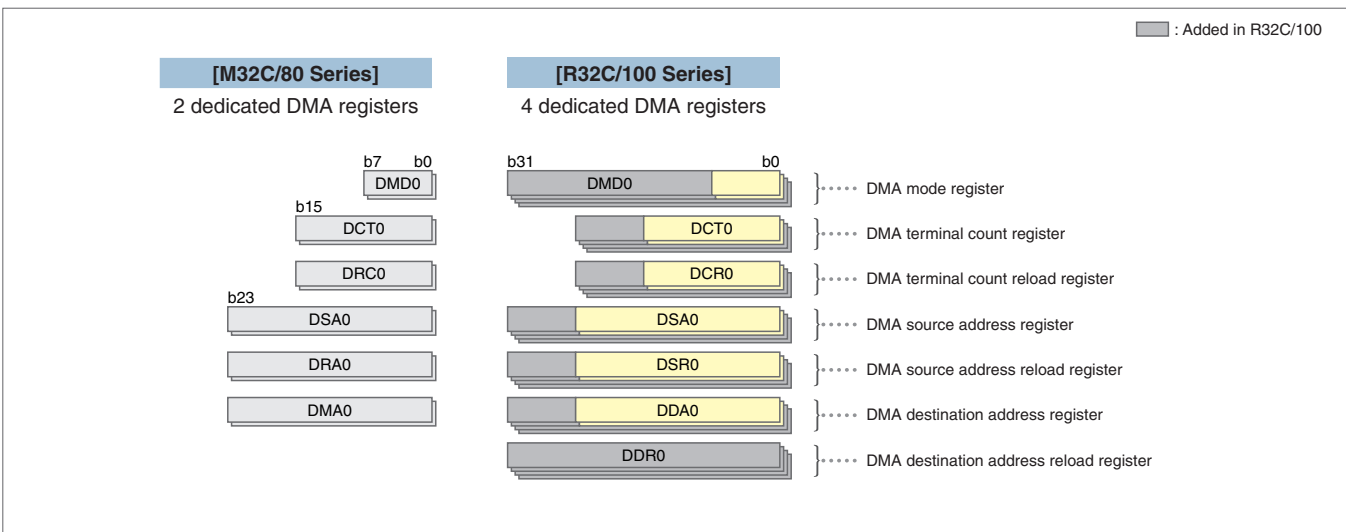 : Added in R32C/100
[M32C/80 Series] [R32C/100 Series]
2 dedicated DMA registers 4 dedicated DMA registers
b7 b0 b31 b0
DMD0 DMD0 DMA mode register
b15
DCT0 DCT0 DMA terminal count register
DRC0 DCR0 DMA terminal count reload register
b23
DSA0 DSA0 DMA source address register
DRA0 DSR0 DMA source address reload register
DMA0 DDA0 DMA destination address register
DDR0 DMA destination address reload register